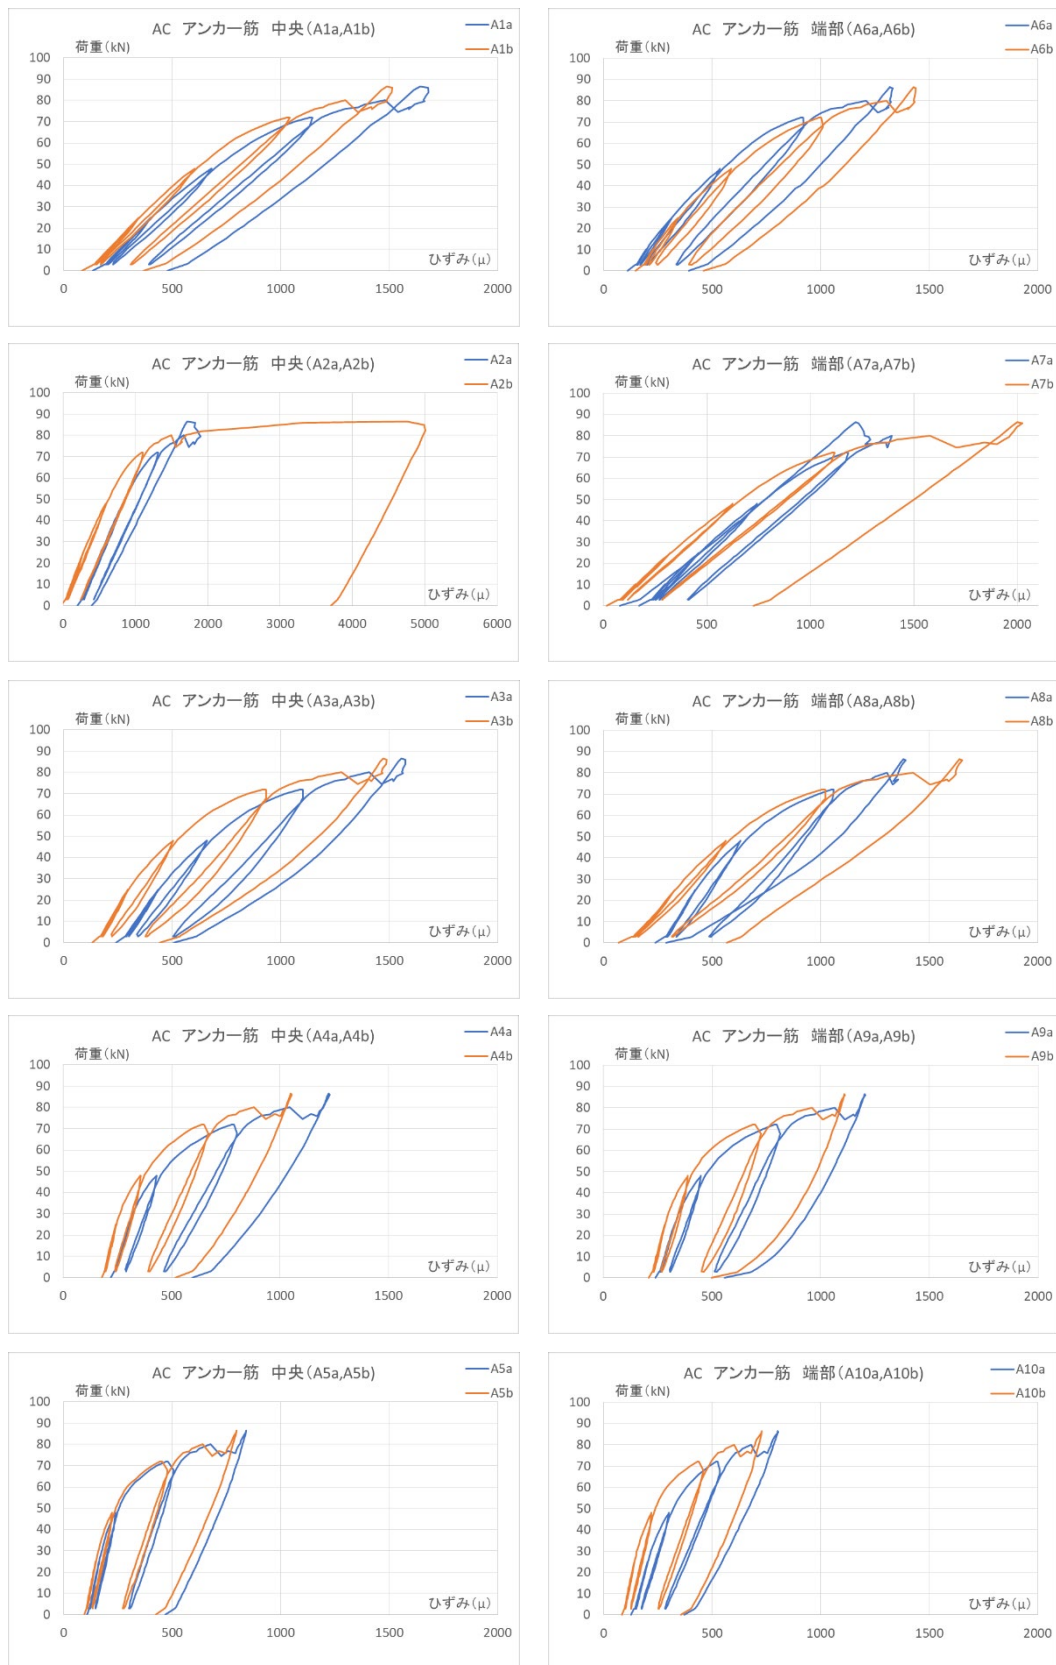 AC アンカー筋 中央(A1a,A1b)
A1a
A1b
荷重(kN)
100
90
80
70
60
50
40
30
20
10
0
ひずみ(μ)
0 500 1000 1500 2000
AC アンカー筋 端部(A6a,A6b)
A6a
A6b
荷重(kN)
100
90
80
70
60
50
40
30
20
10
0
ひずみ(μ)
0 500 1000 1500 2000
AC アンカー筋 中央(A2a,A2b)
A2a
A2b
荷重(kN)
100
90
80
70
60
50
40
30
20
10
0
ひずみ(μ)
0 1000 2000 3000 4000 5000 6000
AC アンカー筋 端部(A7a,A7b)
A7a
A7b
荷重(kN)
100
90
80
70
60
50
40
30
20
10
0
ひずみ(μ)
0 500 1000 1500 2000
AC アンカー筋 中央(A3a,A3b)
A3a
A3b
荷重(kN)
100
90
80
70
60
50
40
30
20
10
0
ひずみ(μ)
0 500 1000 1500 2000
AC アンカー筋 端部(A8a,A8b)
A8a
A8b
荷重(kN)
100
90
80
70
60
50
40
30
20
10
0
ひずみ(μ)
0 500 1000 1500 2000
AC アンカー筋 中央(A4a,A4b)
A4a
A4b
荷重(kN)
100
90
80
70
60
50
40
30
20
10
0
ひずみ(μ)
0 500 1000 1500 2000
AC アンカー筋 端部(A9a,A9b)
A9a
A9b
荷重(kN)
100
90
80
70
60
50
40
30
20
10
0
ひずみ(μ)
0 500 1000 1500 2000
AC アンカー筋 中央(A5a,A5b)
A5a
A5b
荷重(kN)
100
90
80
70
60
50
40
30
20
10
0
ひずみ(μ)
0 500 1000 1500 2000
AC アンカー筋 端部(A10a,A10b)
A10a
A10b
荷重(kN)
100
90
80
70
60
50
40
30
20
10
0
ひずみ(μ)
0 500 1000 1500 2000